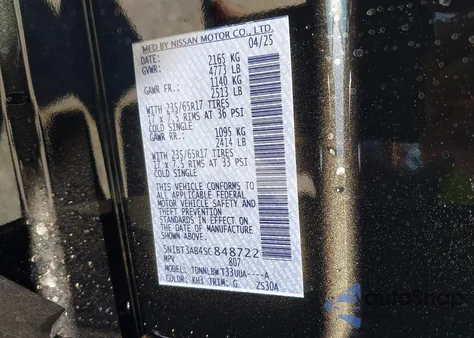 MFD BY NISSAN MOTOR CO., LTD.
DATE: 04/25
GVWR: 2165 KG
4773 LB
GAWR FR.: 1140 KG
2513 LB
WITH 235/65R17 TIRES
17 x 7.5 RIMS AT 36 PSI
COLD SINGLE
GAWR RR.: 1095 KG
2414 LB
WITH 235/65R17 TIRES
17 x 7.5 RIMS AT 33 PSI
COLD SINGLE
THIS VEHICLE CONFORMS TO
ALL APPLICABLE FEDERAL
MOTOR VEHICLE SAFETY AND
THEFT PREVENTION
STANDARDS IN EFFECT ON
THE DATE OF MANUFACTURE
SHOWN ABOVE.
5N1BT3AB4SC848722
MPV 807
MODEL: TONNLBWT33UUA----A
COLOR: KH3 TRIM: G 2S30A
AutoSnap